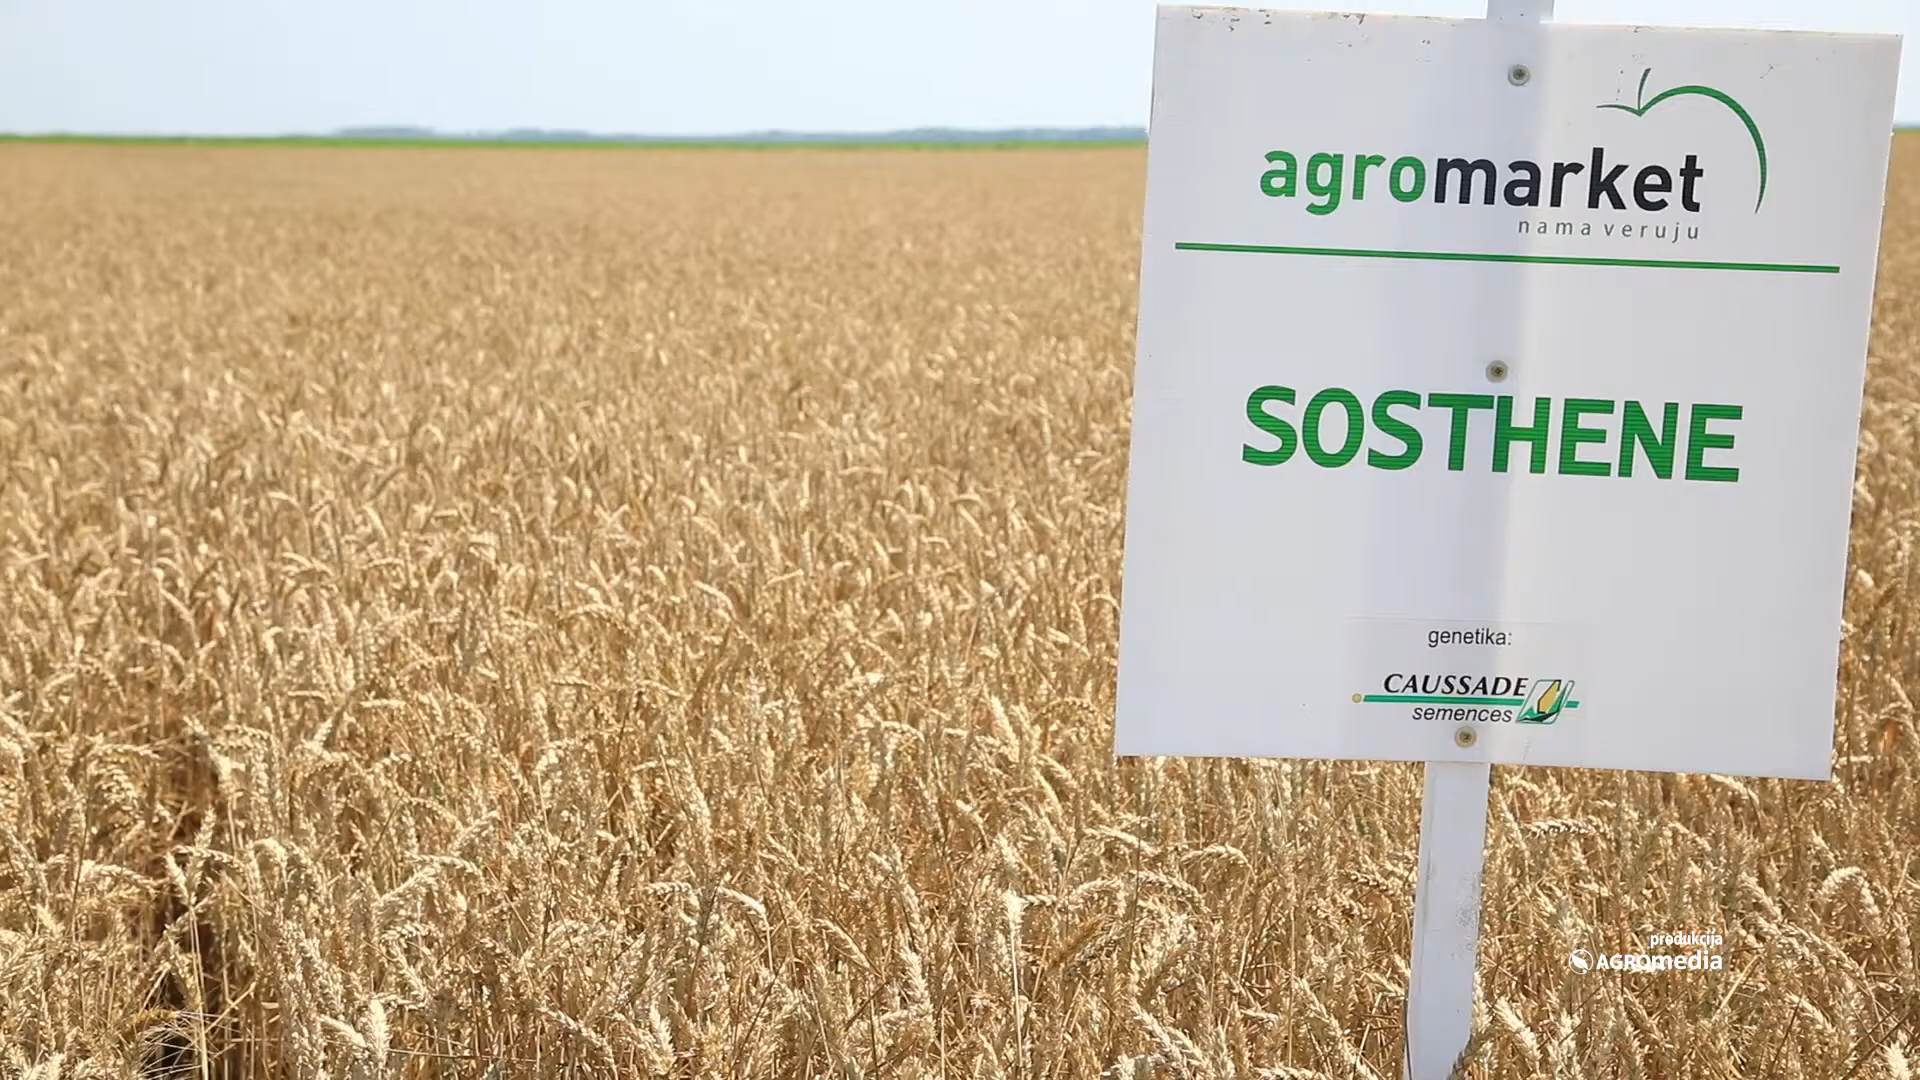 agromarket
nama veruju
SOSTHENE
genetika:
CAUSSADE
semences
produkcija
AGROmedia